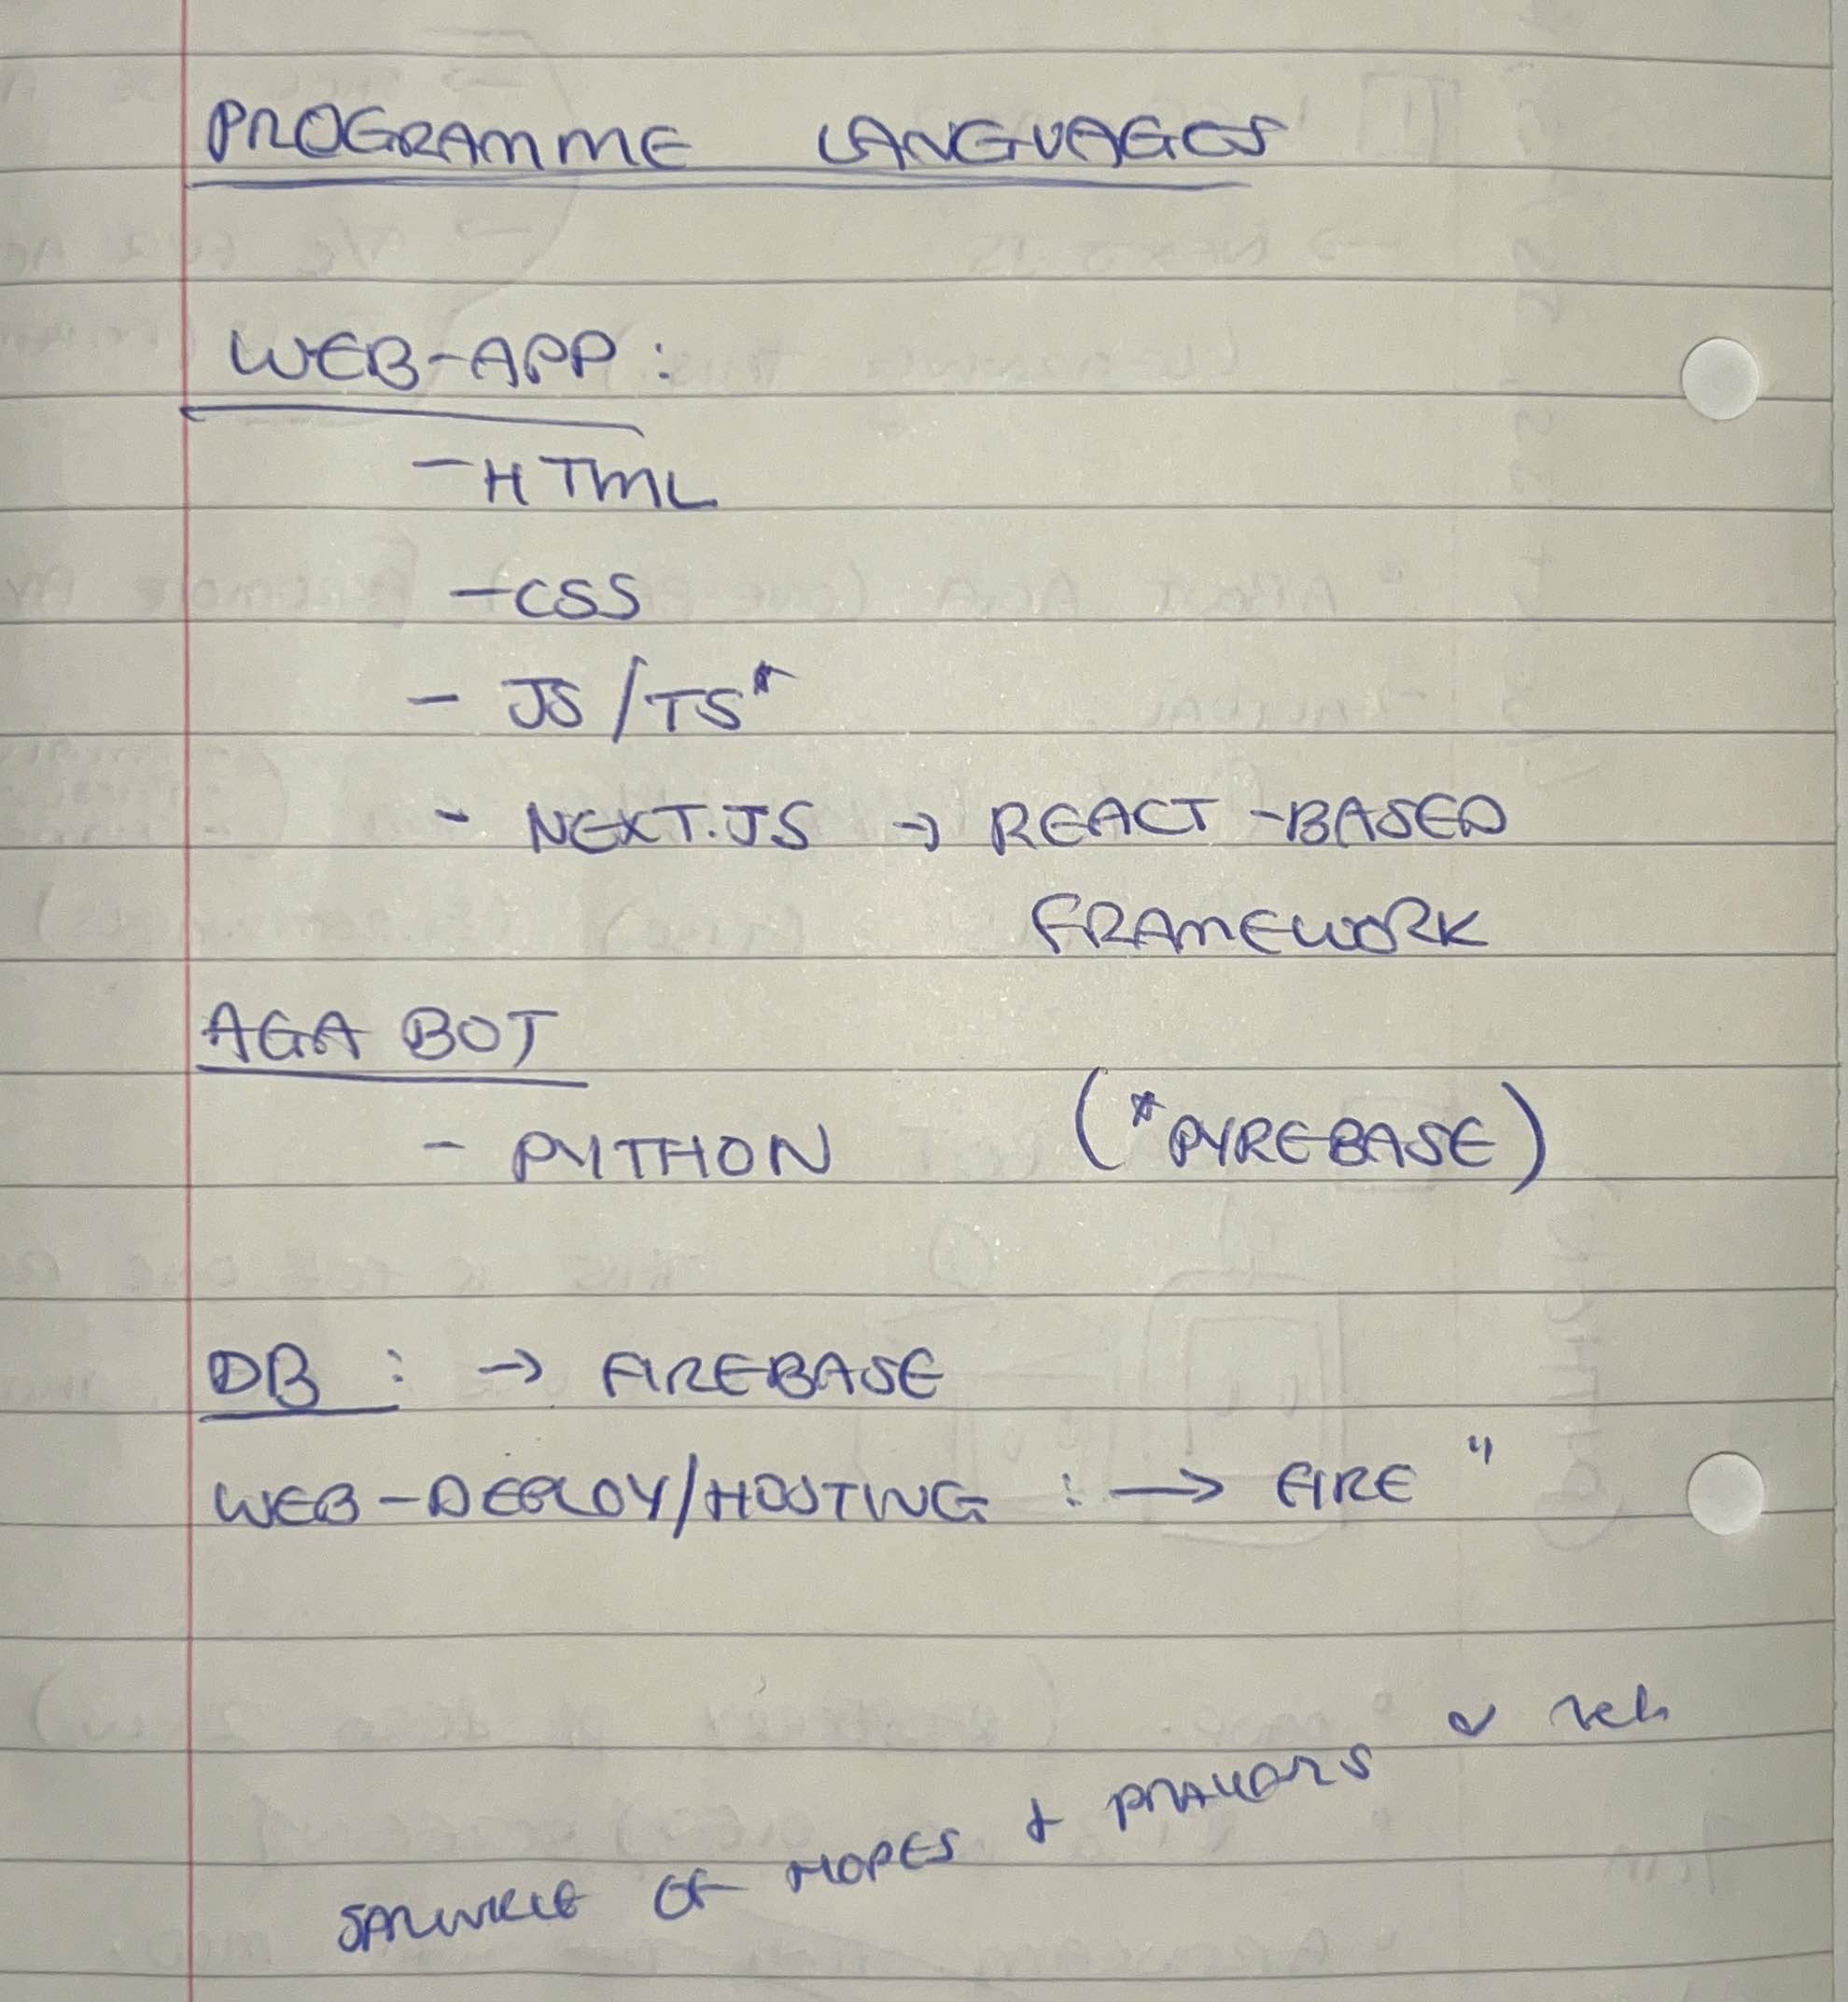 PROGRAMME LANGUAGES
WEB-APP:
- HTML
- CSS
- JS/TS*
- NEXT.JS → REACT-BASED
FRAMEWORK
AGA BOT
- PYTHON (*PYREBASE)
DB: → FIREBASE
WEB-DEPLOY/HOSTING: → FIRE "
SPRINKLE OF HOPES + PRAYERS